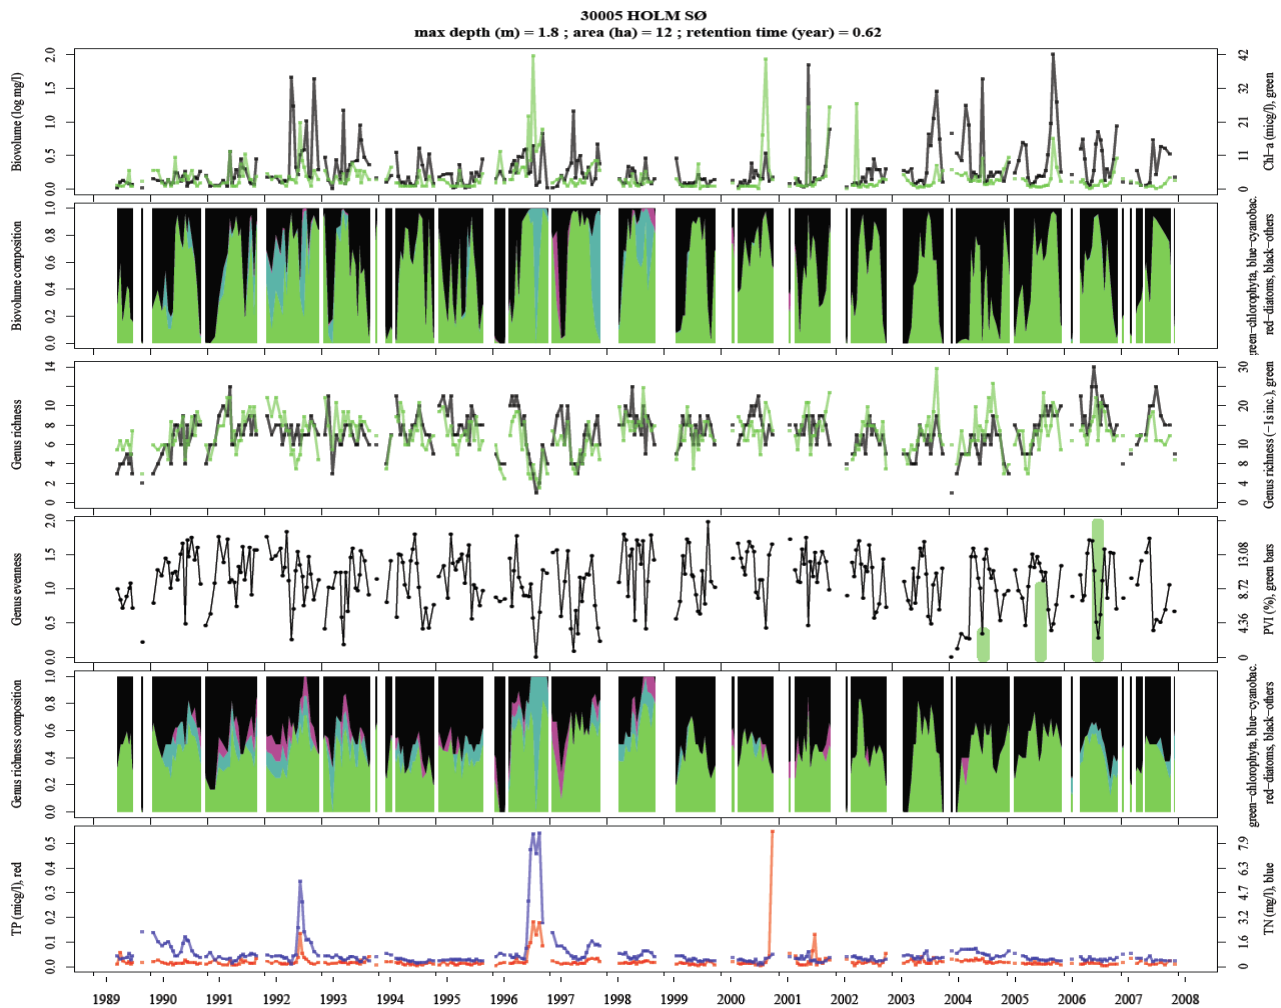 30005 HOLM SØ
max depth (m) = 1.8 ; area (ha) = 12 ; retention time (year) = 0.62
Biovolume (log mg/l)
0.0 0.5 1.0 1.5 2.0
0 11 21 32 42
Chl−a (micg/l), green
Biovolume composition
0.0 0.2 0.4 0.6 0.8 1.0
reen−chlorophyta, blue−cyanobac.
red−diatoms, black−others
Genus richness
0 2 4 6 8 10 14
0 4 8 10 20 30
Genus richness (−1s inc.), green
Genus evenness
0.0 0.5 1.0 1.5 2.0
0 4.36 8.72 13.08
PVI (%), green bars
Genus richness composition
0.0 0.2 0.4 0.6 0.8 1.0
green−chlorophyta, blue−cyanobac.
red−diatoms, black−others
TP (micg/l), red
0.0 0.1 0.2 0.3 0.4 0.5
0 1.6 3.2 4.7 6.3 7.9
TN (mg/l), blue
1989 1990 1991 1992 1993 1994 1995 1996 1997 1998 1999 2000 2001 2002 2003 2004 2005 2006 2007 2008